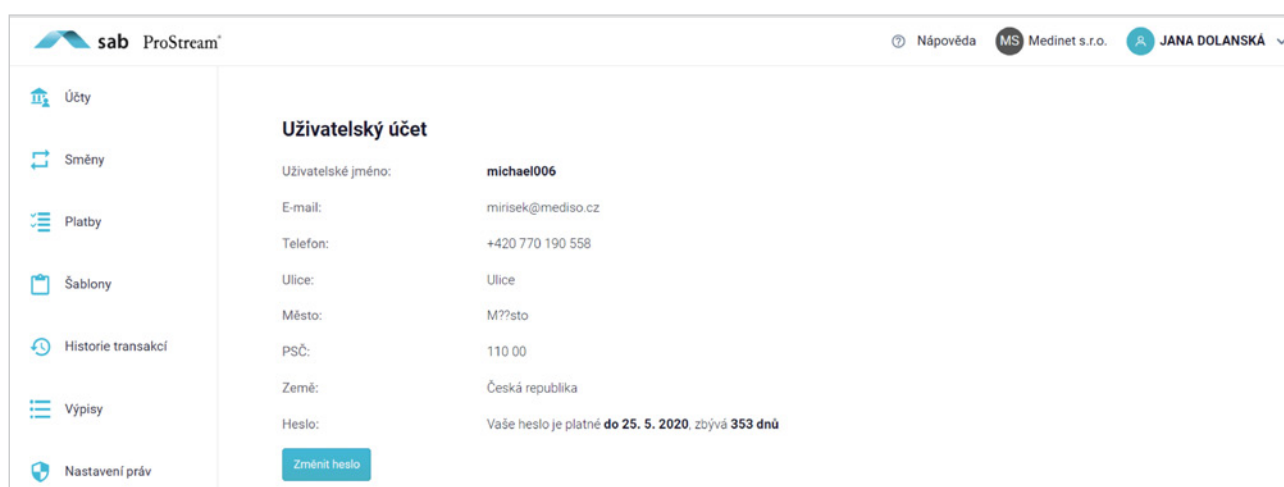 sab ProStream®
Nápověda
MS Medinet s.r.o.
JANA DOLANSKÁ
Účty
Směny
Platby
Šablony
Historie transakcí
Výpisy
Nastavení práv
Uživatelský účet
Uživatelské jméno: michael006
E-mail: mirisek@mediso.cz
Telefon: +420 770 190 558
Ulice: Ulice
Město: M??sto
PSČ: 110 00
Země: Česká republika
Heslo: Vaše heslo je platné do 25. 5. 2020, zbývá 353 dnů
Změnit heslo